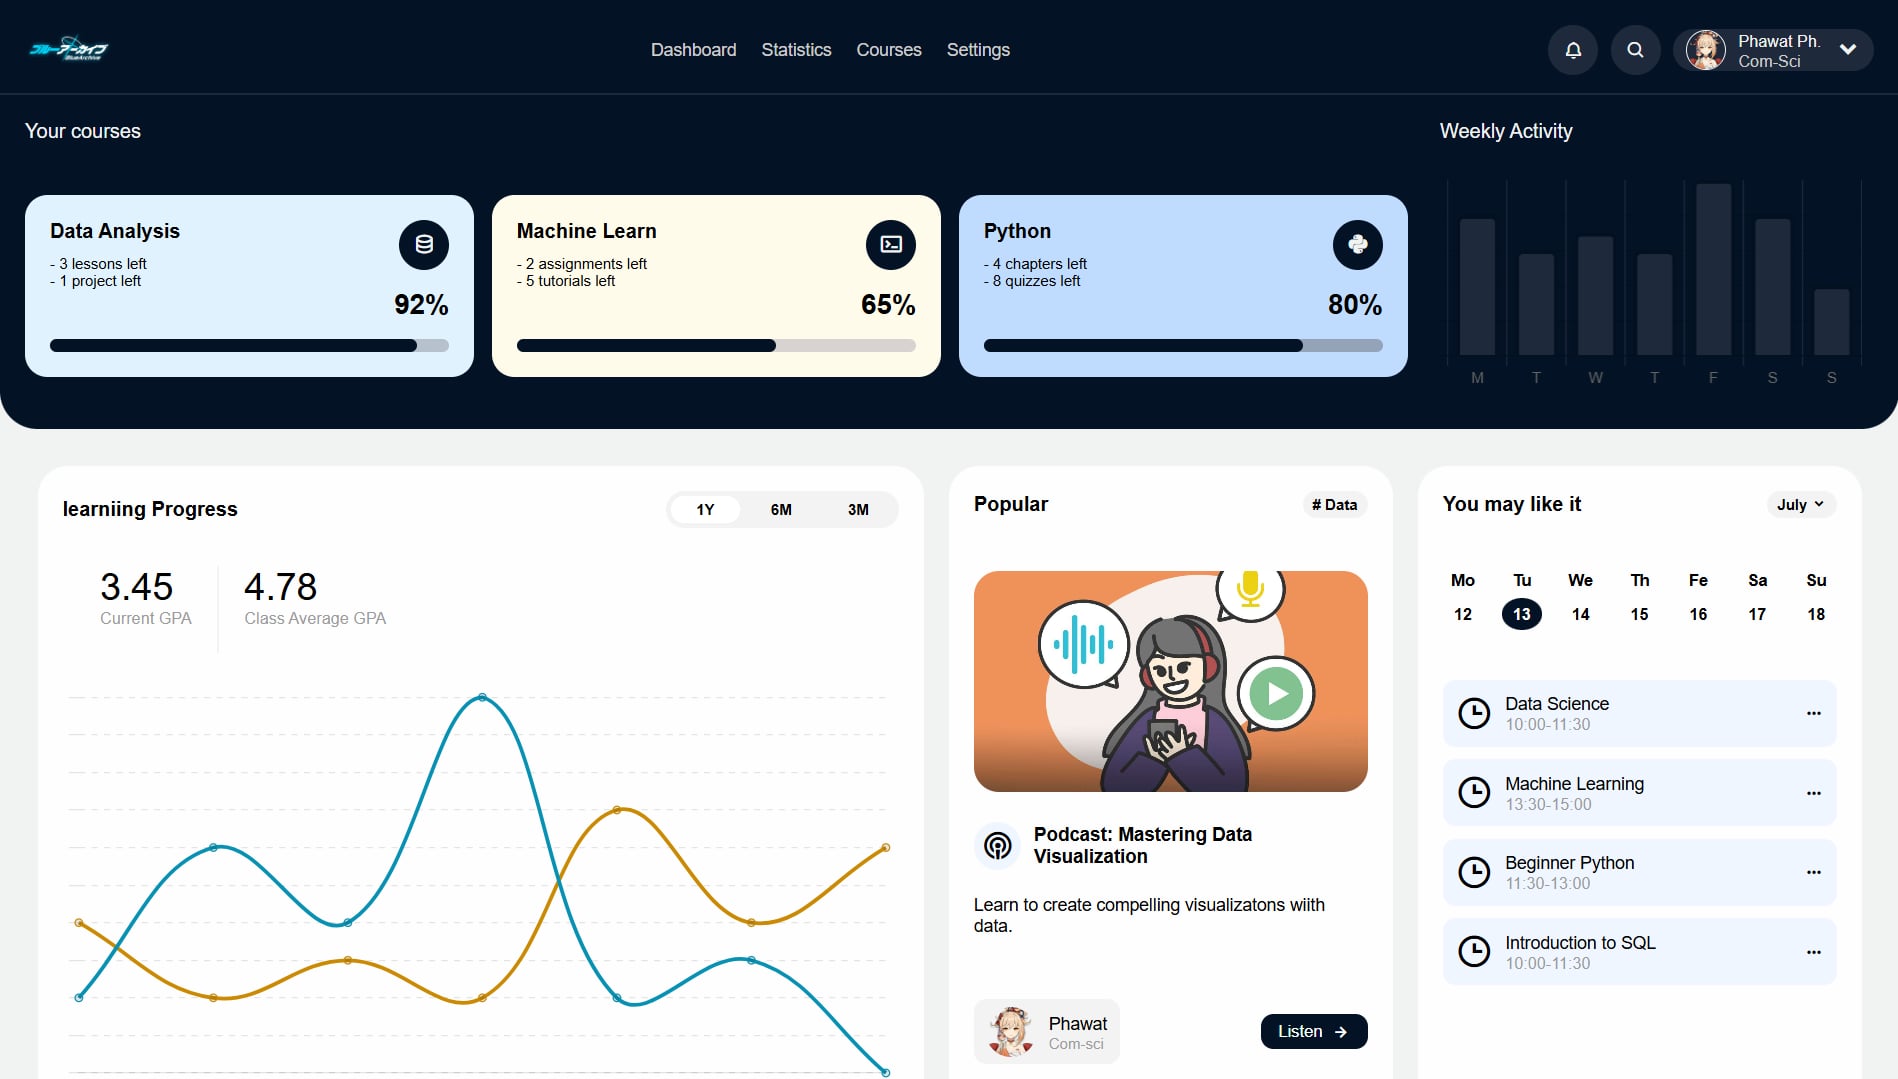 ブルーアーカイブ
BlueArchive
Dashboard Statistics Courses Settings
Phawat Ph.
Com-Sci
Your courses
Weekly Activity
Data Analysis
- 3 lessons left
- 1 project left
92%
Machine Learn
- 2 assignments left
- 5 tutorials left
65%
Python
- 4 chapters left
- 8 quizzes left
80%
M T W T F S S
learniing Progress
1Y 6M 3M
3.45
Current GPA
4.78
Class Average GPA
Popular
# Data
Podcast: Mastering Data
Visualization
Learn to create compelling visualizatons wiith
data.
Phawat
Com-sci
Listen
You may like it
July
Mo Tu We Th Fe Sa Su
12 13 14 15 16 17 18
Data Science
10:00-11:30
Machine Learning
13:30-15:00
Beginner Python
11:30-13:00
Introduction to SQL
10:00-11:30